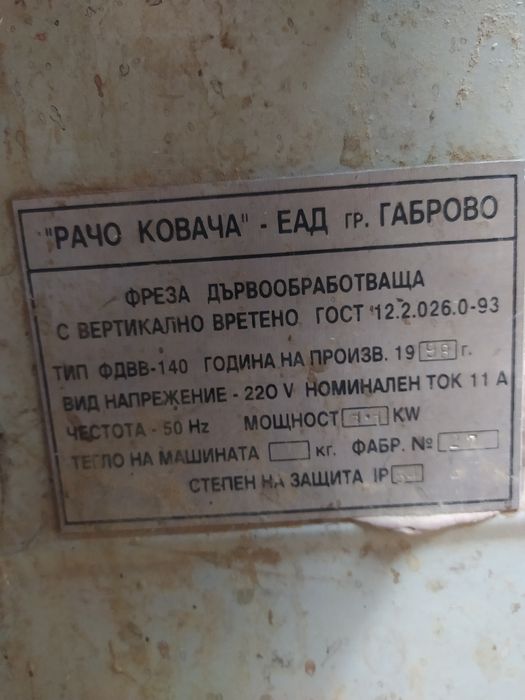 "РАЧО КОВАЧА" - ЕАД ГР. ГАБРОВО
ФРЕЗА ДЪРВООБРАБОТВАЩА
С ВЕРТИКАЛНО ВРЕТЕНО ГОСТ 12.2.026.0-93
ТИП ФДВВ-140 ГОДИНА НА ПРОИЗВ. 19 г.
ВИД НАПРЕЖЕНИЕ - 220 V НОМИНАЛЕН ТОК 11 А
ЧЕСТОТА - 50 Hz МОЩНОСТ KW
ТЕГЛО НА МАШИНАТА кг. ФАБР. №
СТЕПЕН НА ЗАЩИТА IP